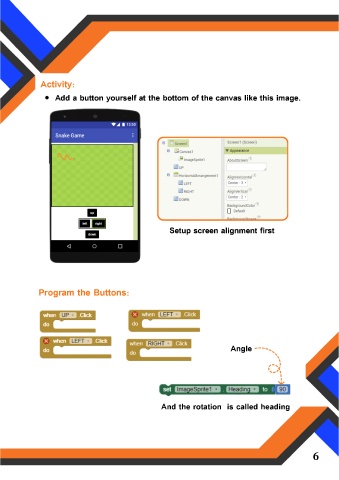 Activity:
• Add a button yourself at the bottom of the canvas like this image.
12:00
Snake Game
up
left right
down
Screen1
Canvas1
ImageSprite1
UP
HorizontalArrangement1
LEFT
RIGHT
DOWN
Screen1 (Screen)
Appearance
AboutScreen
AlignHorizontal
Center : 3
AlignVertical
Center : 2
BackgroundColor
Default
BackgroundImage
Setup screen alignment first
Program the Buttons:
when UP Click
do
when LEFT Click
do
when LEFT Click
do
when RIGHT Click
do
Angle
set ImageSprite1 . Heading to 90
And the rotation is called heading
6